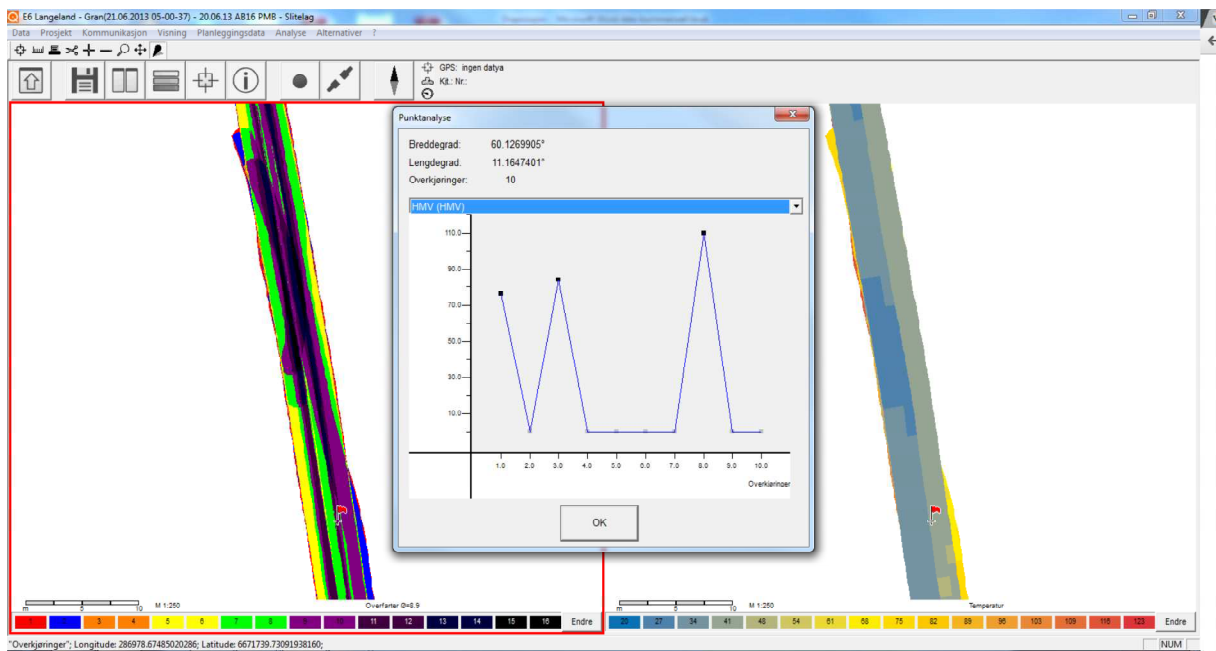 E6 Langeland - Gran(21.06.2013 05-00-37) - 20.06.13 AB16 PMB - Slitelag
Data Prosjekt Kommunikasjon Visning Planleggingsdata Analyse Alternativer ?
GPS: ingen datya
Kjt.: Nr.:
Punktanalyse
Breddegrad: 60.1269905°
Lengdegrad. 11.1647401°
Overkjøringer: 10
HMV (HMV)
110.0
90.0
70.0
50.0
30.0
10.0
1.0 2.0 3.0 4.0 5.0 6.0 7.0 8.0 9.0 10.0
Overkjøringer
OK
m 5 10 M 1:250 Overfarter Ø=8.9
m 5 10 M 1:250 Temperatur
1 2 3 4 5 6 7 8 9 10 11 12 13 14 15 16 Endre
20 27 34 41 48 54 61 68 75 82 89 96 103 109 116 123 Endre
"Overkjøringer"; Longitude: 286978.67485020286; Latitude: 6671739.73091938160;
NUM